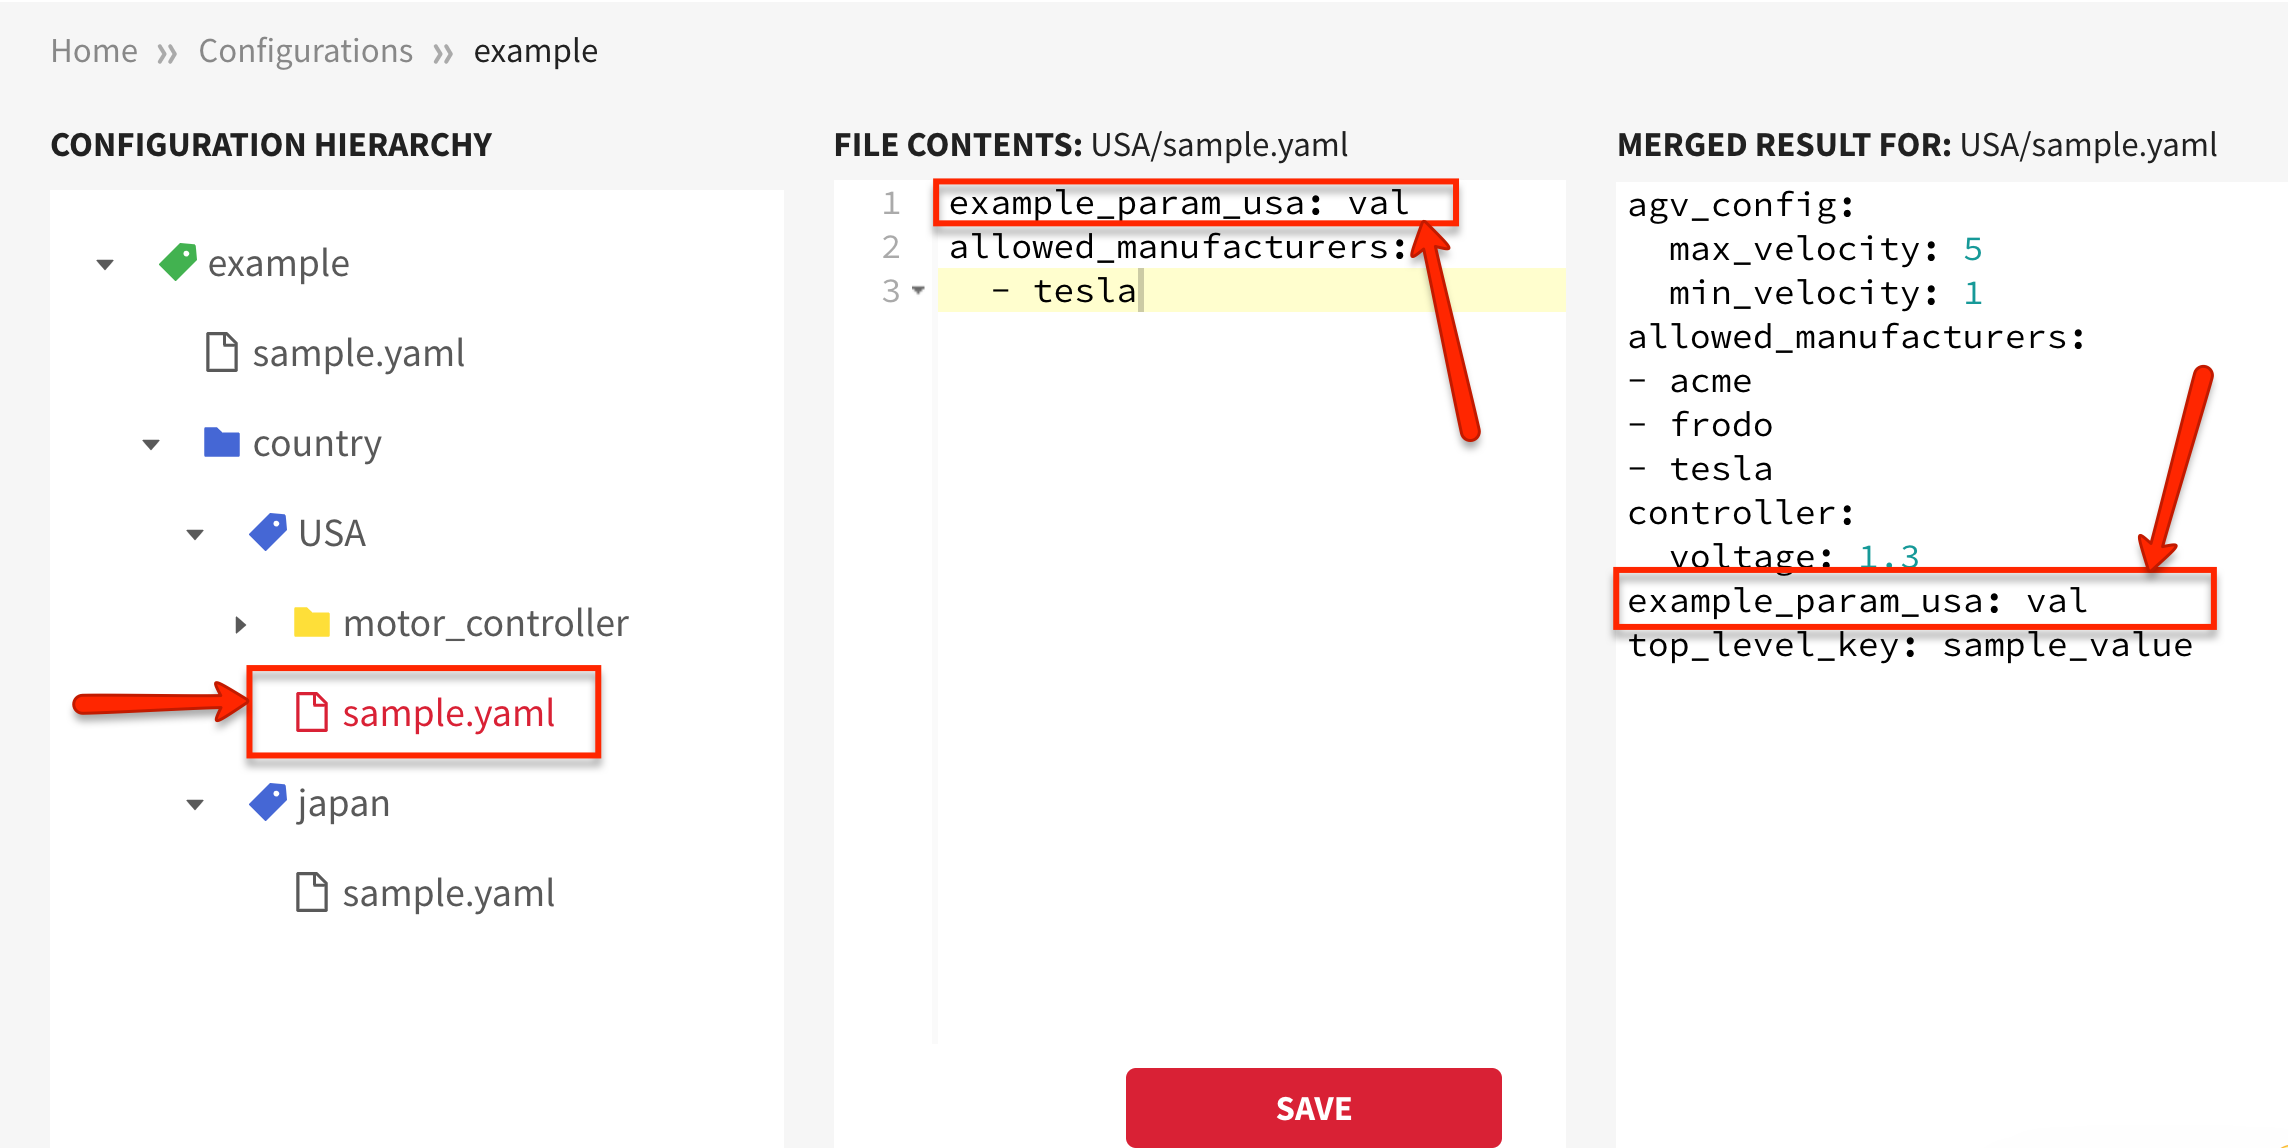 Home » Configurations » example
CONFIGURATION HIERARCHY
example
sample.yaml
country
USA
motor_controller
sample.yaml
japan
sample.yaml
FILE CONTENTS: USA/sample.yaml
1 example_param_usa: val
2 allowed_manufacturers:
3 - tesla
SAVE
MERGED RESULT FOR: USA/sample.yaml
agv_config:
  max_velocity: 5
  min_velocity: 1
allowed_manufacturers:
- acme
- frodo
- tesla
controller:
  voltage: 1.3
example_param_usa: val
top_level_key: sample_value